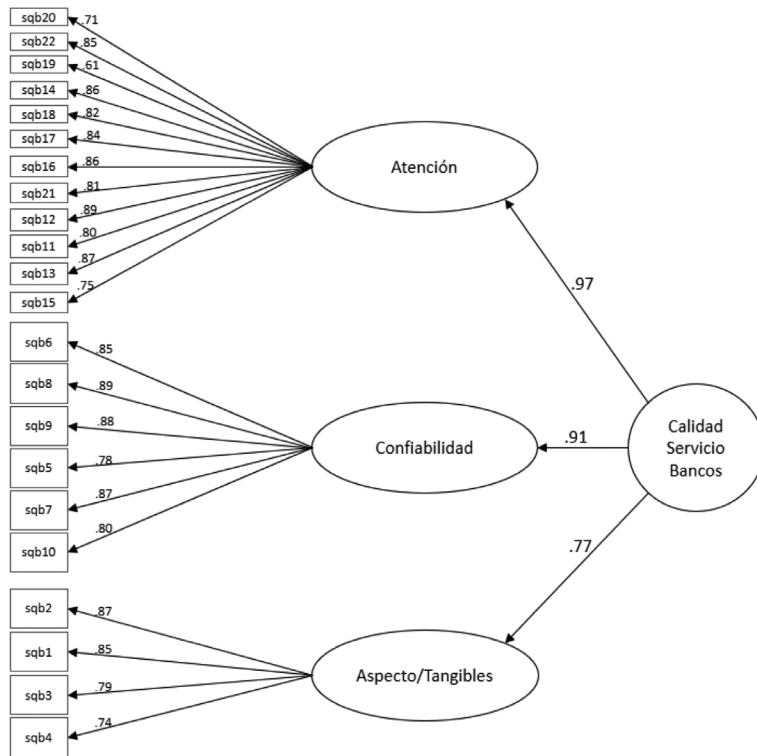 sqb20
.71
sqb22
.85
sqb19
.61
sqb14
.86
sqb18
.82
sqb17
.84
sqb16
.86
sqb21
.81
sqb12
.89
sqb11
.80
sqb13
.87
sqb15
.75
Atención
.97
sqb6
.85
sqb8
.89
sqb9
.88
sqb5
.78
sqb7
.87
sqb10
.80
Confiabilidad
.91
Calidad
Servicio
Bancos
.77
sqb2
.87
sqb1
.85
sqb3
.79
sqb4
.74
Aspecto/Tangibles